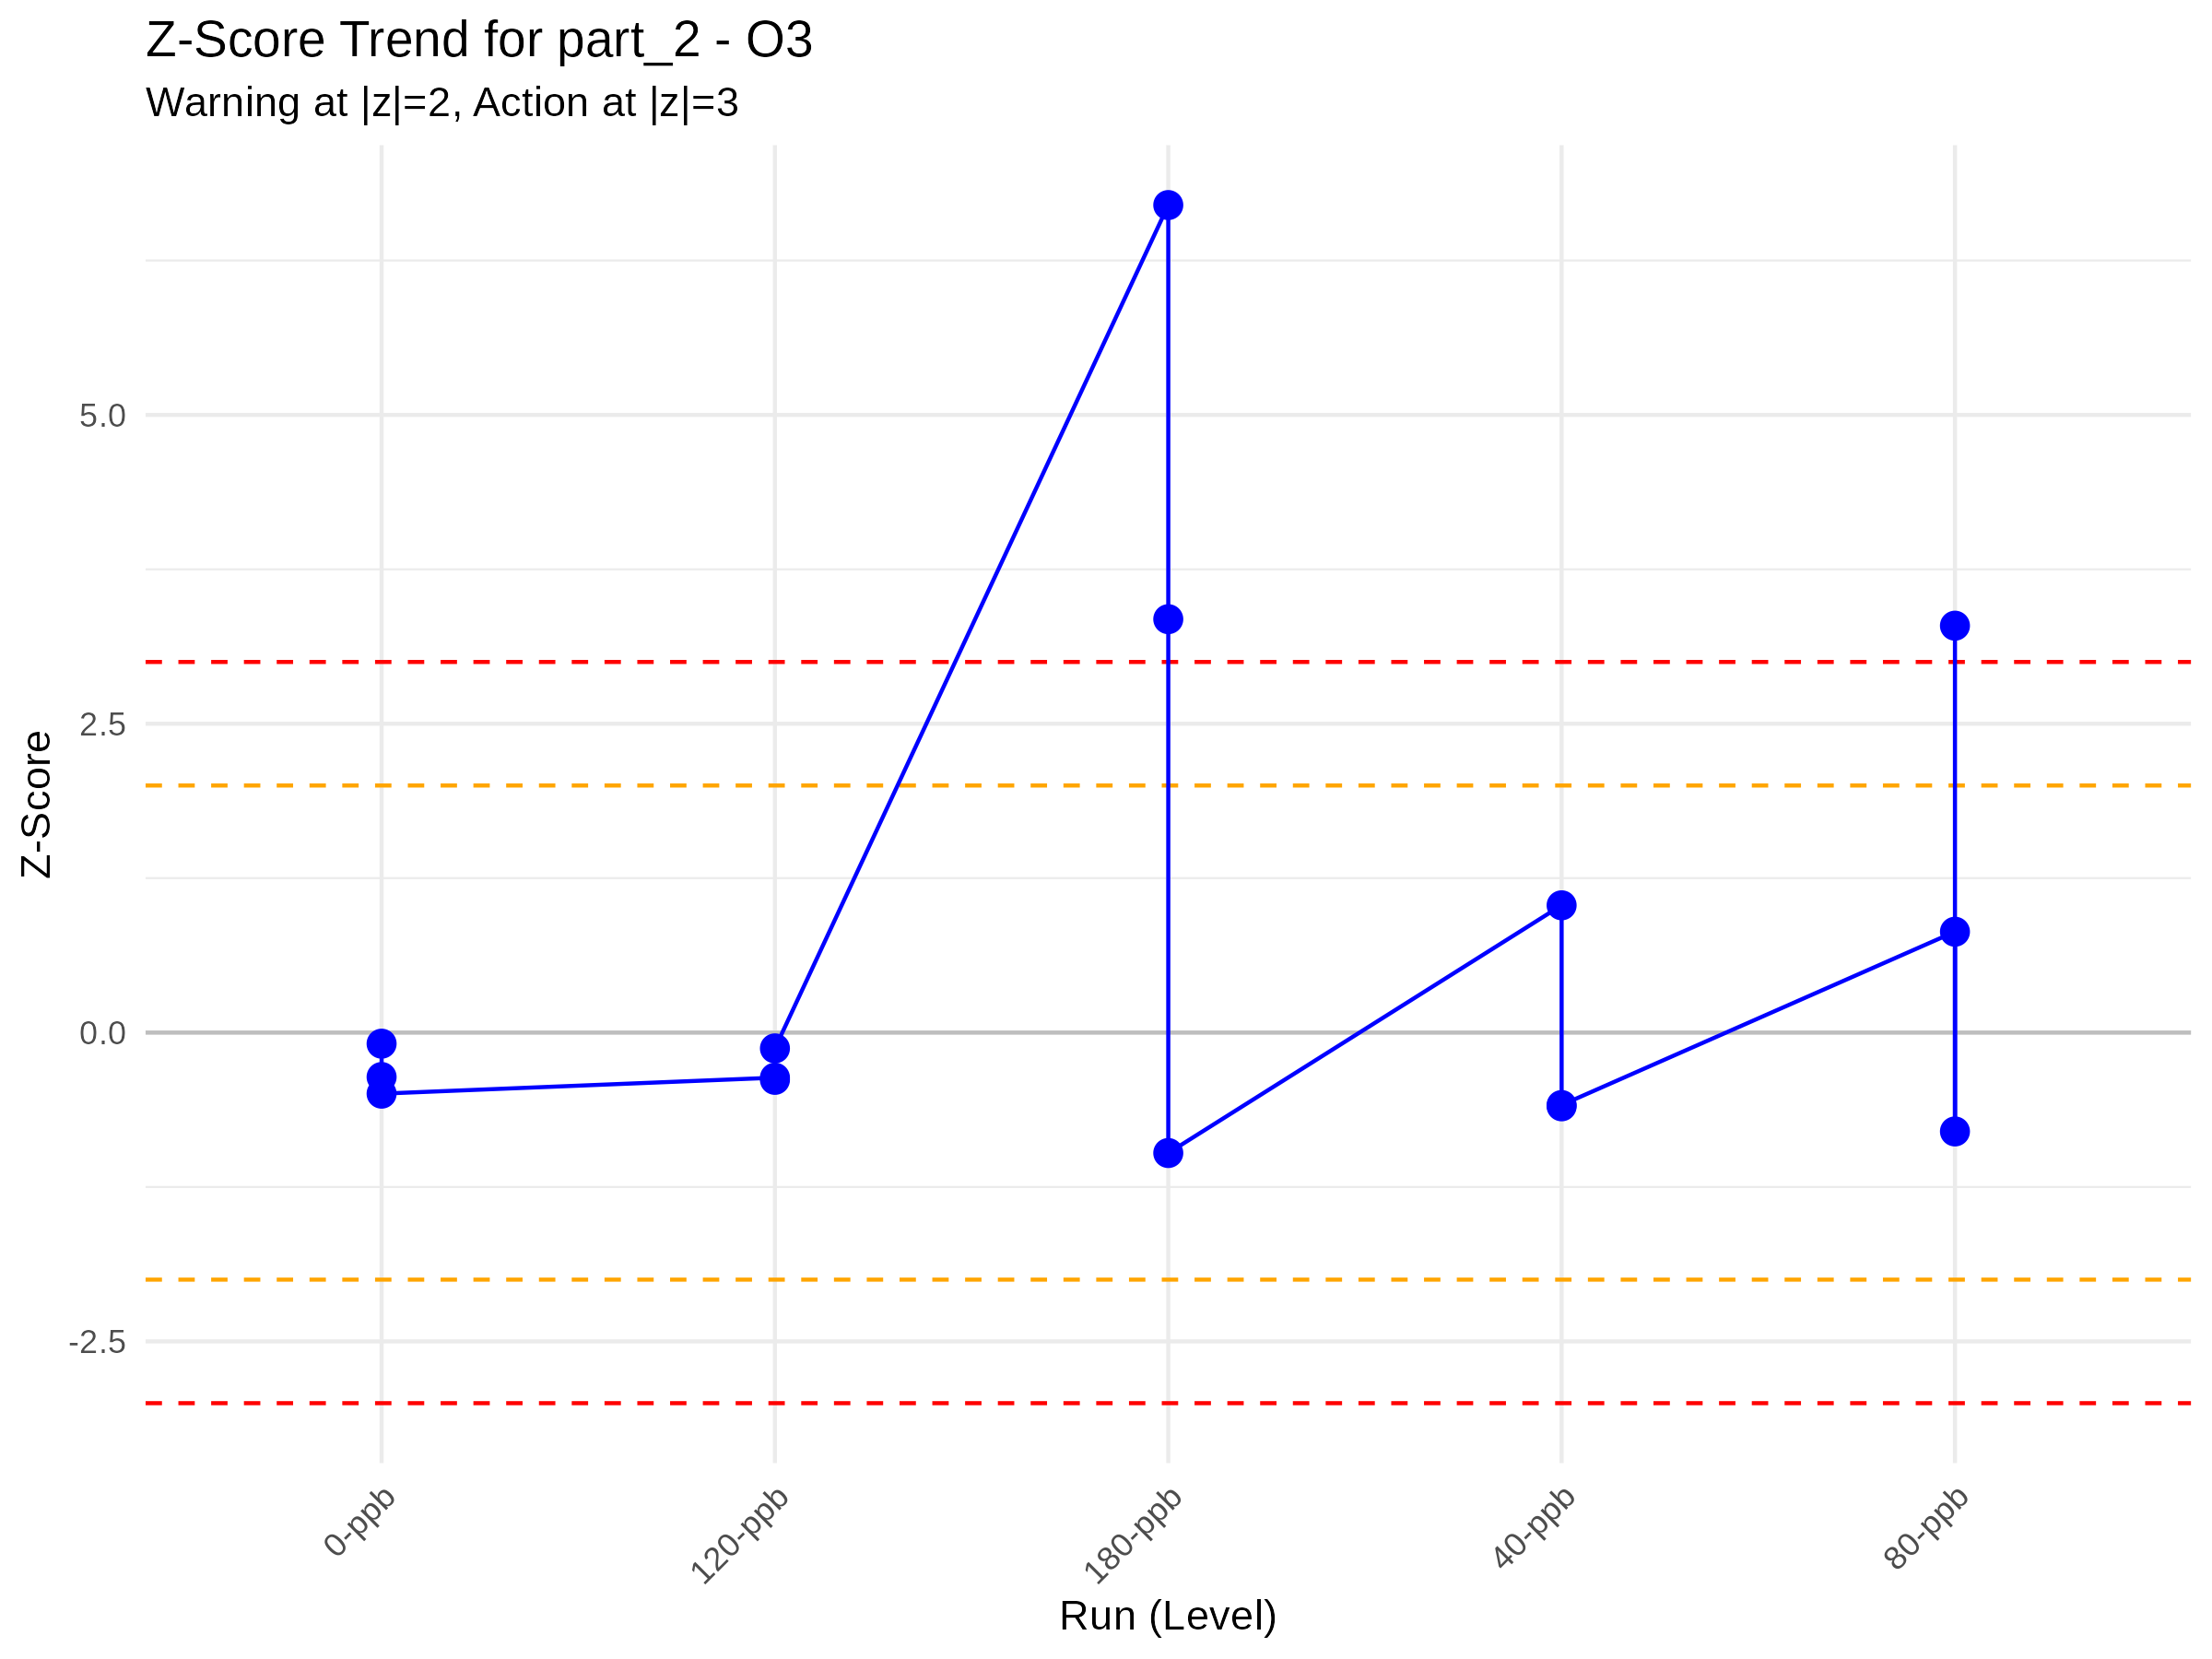 Z-Score Trend for part_2 - O3
Warning at |z|=2, Action at |z|=3
Z-Score
5.0
2.5
0.0
-2.5
0-ppb
120-ppb
180-ppb
40-ppb
80-ppb
Run (Level)